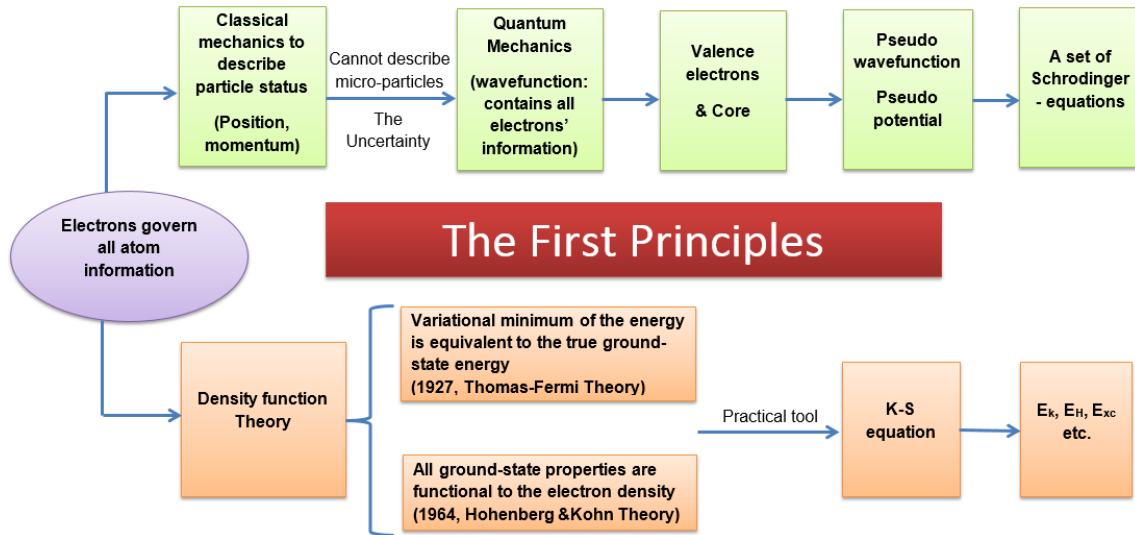 Classical
mechanics to
describe
particle status
(Position,
momentum)
Cannot describe
micro-particles
The
Uncertainty
Quantum
Mechanics
(wavefunction:
contains all
electrons'
information)
Valence
electrons
& Core
Pseudo
wavefunction
Pseudo
potential
A set of
Schrodinger
- equations
Electrons govern
all atom
information
The First Principles
Density function
Theory
Variational minimum of the energy
is equivalent to the true ground-
state energy
(1927, Thomas-Fermi Theory)
All ground-state properties are
functional to the electron density
(1964, Hohenberg &Kohn Theory)
Practical tool
K-S
equation
Eₖ, E_H, Eₓc
etc.